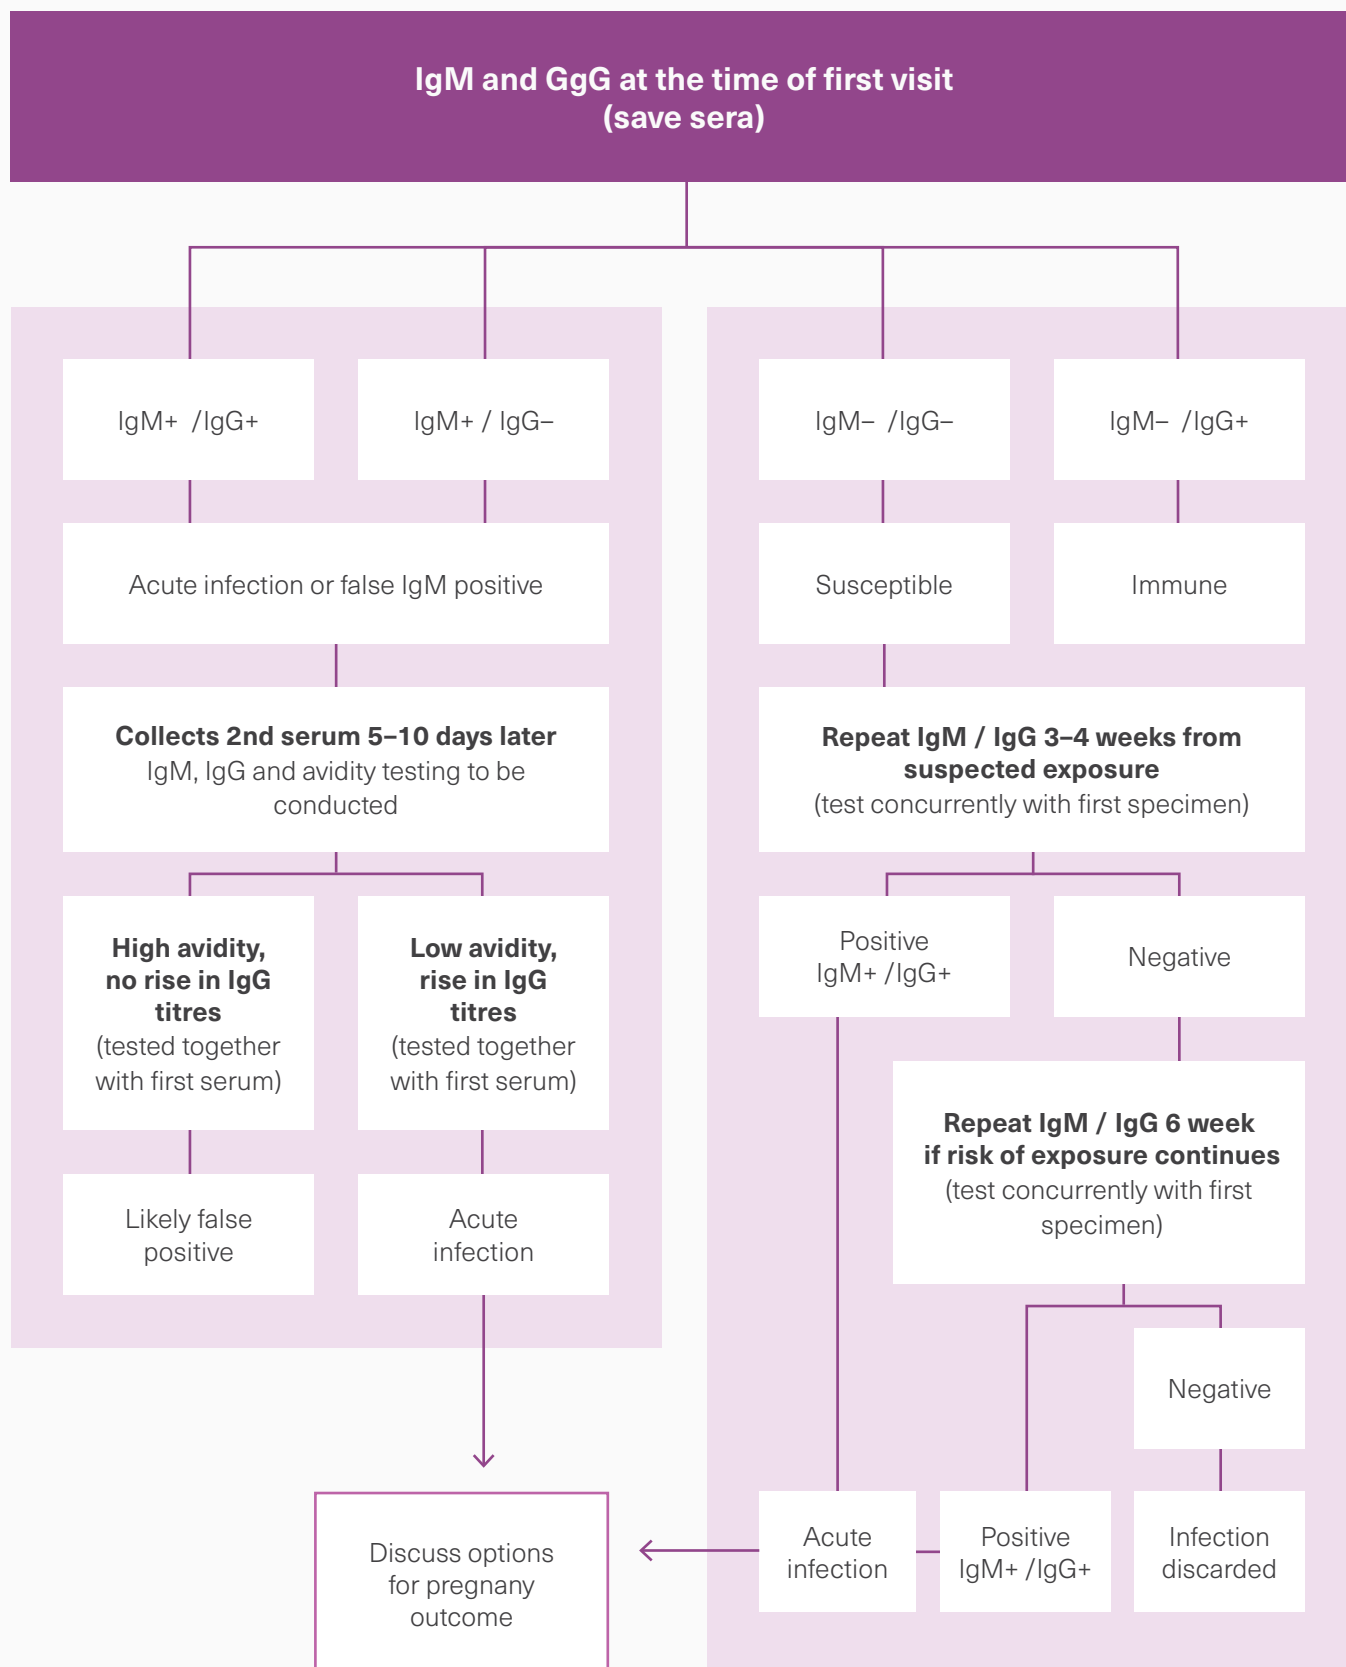 IgM and GgG at the time of first visit
(save sera)
IgM+ /IgG+
IgM+ / IgG–
IgM– /IgG–
IgM– /IgG+
Acute infection or false IgM positive
Susceptible
Immune
Collects 2nd serum 5–10 days later
IgM, IgG and avidity testing to be
conducted
Repeat IgM / IgG 3–4 weeks from
suspected exposure
(test concurrently with first specimen)
High avidity,
no rise in IgG
titres
(tested together
with first serum)
Low avidity,
rise in IgG
titres
(tested together
with first serum)
Positive
IgM+ /IgG+
Negative
Repeat IgM / IgG 6 week
if risk of exposure continues
(test concurrently with first
specimen)
Likely false
positive
Acute
infection
Negative
Discuss options
for pregnany
outcome
Acute
infection
Positive
IgM+ /IgG+
Infection
discarded